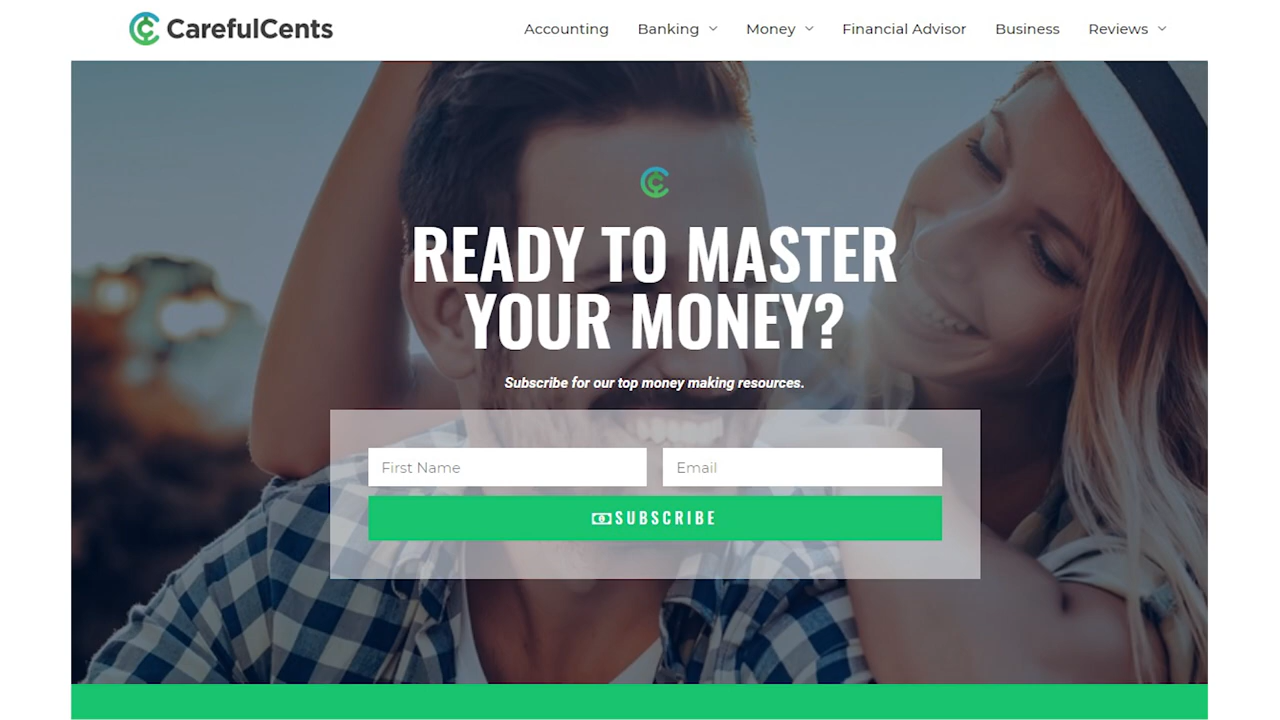 CarefulCents
Accounting Banking Money Financial Advisor Business Reviews
READY TO MASTER
YOUR MONEY?
Subscribe for our top money making resources.
First Name Email
SUBSCRIBE